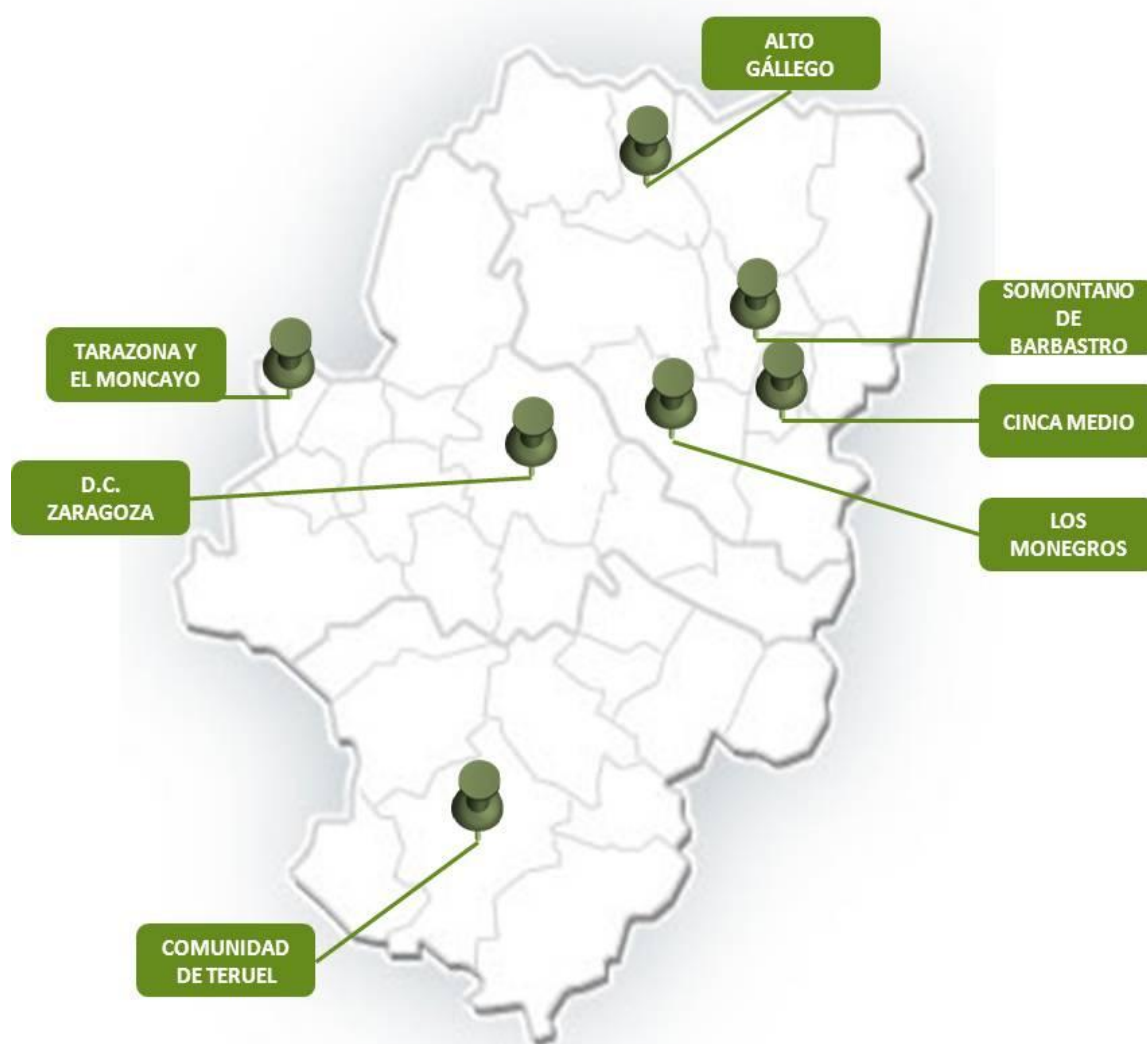 ALTO
GÁLLEGO
SOMONTANO
DE
BARBASTRO
TARAZONA Y
EL MONCAYO
CINCA MEDIO
D.C.
ZARAGOZA
LOS
MONEGROS
COMUNIDAD
DE TERUEL